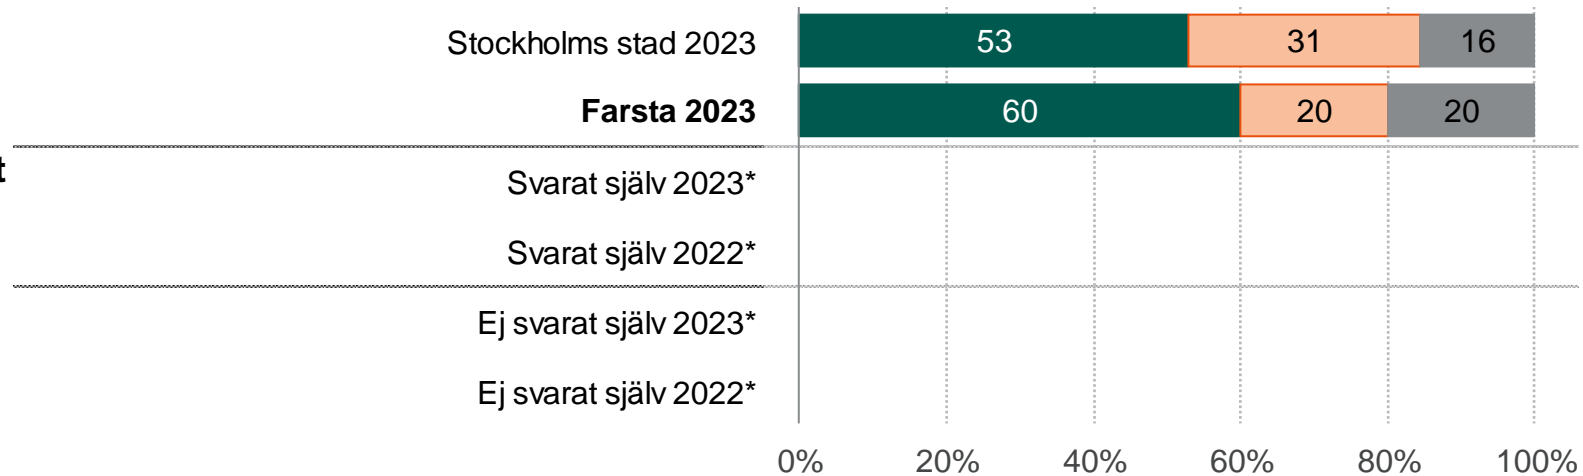 Stockholms stad 2023 53 31 16
Farsta 2023 60 20 20
t
Svarat själv 2023*
Svarat själv 2022*
Ej svarat själv 2023*
Ej svarat själv 2022*
0% 20% 40% 60% 80% 100%